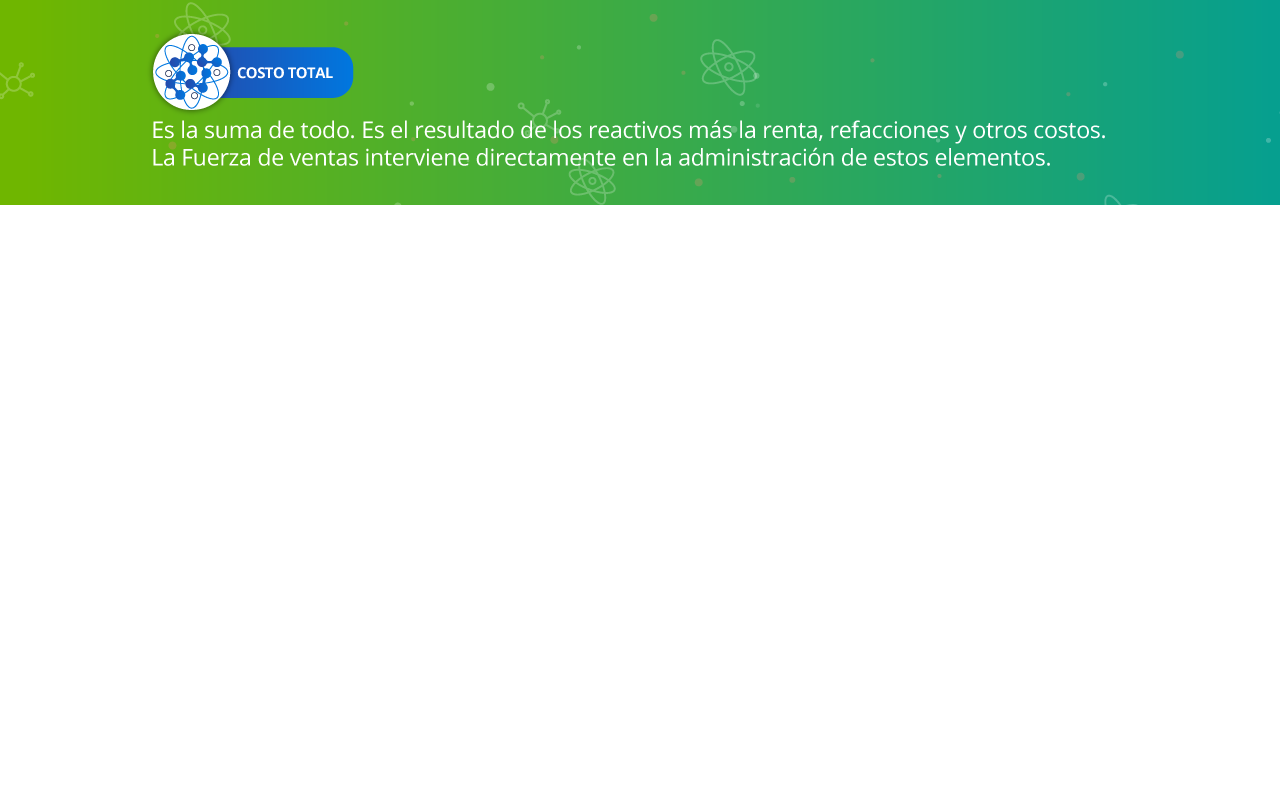 COSTO TOTAL
Es la suma de todo. Es el resultado de los reactivos más la renta, refacciones y otros costos.
La Fuerza de ventas interviene directamente en la administración de estos elementos.